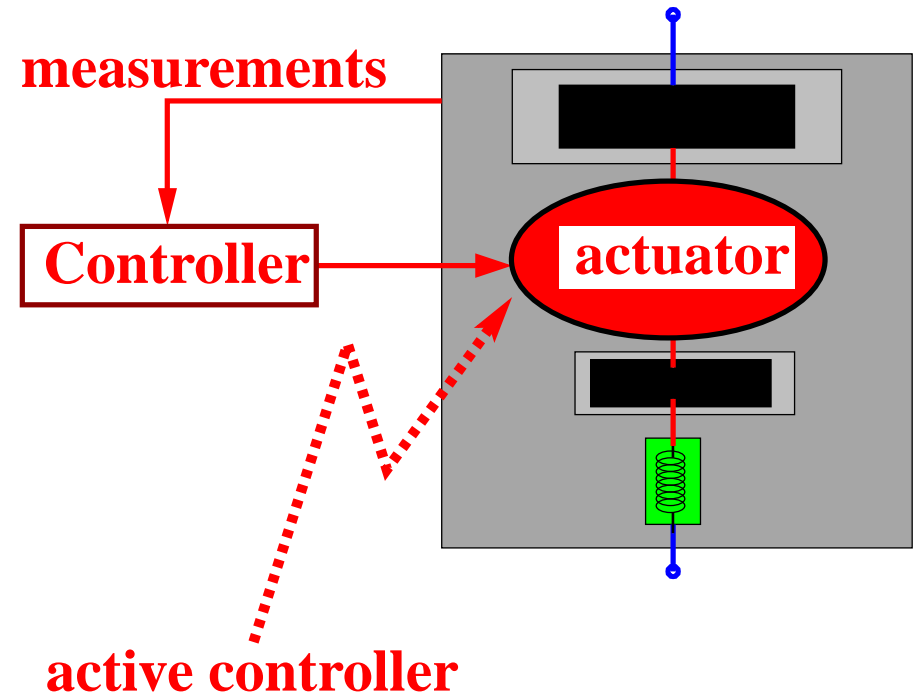 measurements
Controller
actuator
active controller